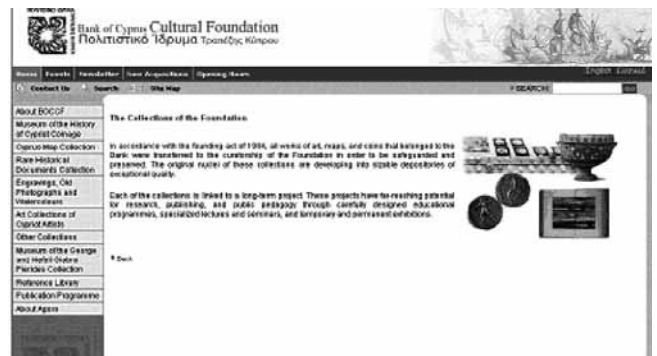 Bank of Cyprus Cultural Foundation
Πολιτιστικό Ίδρυμα Τραπέζης Κύπρου
Home Events Newsletter New Acquisitions Opening Hours
English
Contact Us Search Site Map
SEARCH
GO
About BOCCF
Museum of the History
of Cypriot Coinage
Cyprus Map Collection
Rare Historical
Documents Collection
Engravings, Old
Photographs and
Watercolours
Art Collections of
Cypriot Artists
Other Collections
Museum of the George
and Nefeli Giabra
Pierides Collection
Reference Library
Publication Programme
About Agora
The Collections of the Foundation
In accordance with the founding act of 1984, all works of art, maps, and coins that belonged to the
Bank were transferred to the curatorship of the Foundation in order to be safeguarded and
preserved. The original nuclei of these collections are developing into sizable depositories of
exceptional quality.
Each of the collections is linked to a long-term project. These projects have far-reaching potential
for research, publishing, and public pedagogy through carefully designed educational
programmes, specialized lectures and seminars, and temporary and permanent exhibitions.
Back